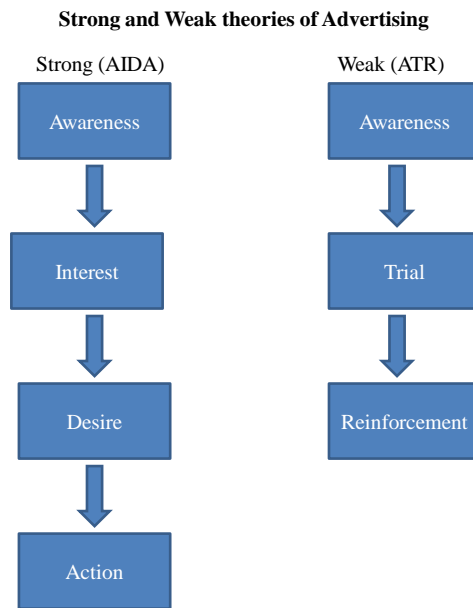 Strong and Weak theories of Advertising
Strong (AIDA)
Awareness
Interest
Desire
Action
Weak (ATR)
Awareness
Trial
Reinforcement